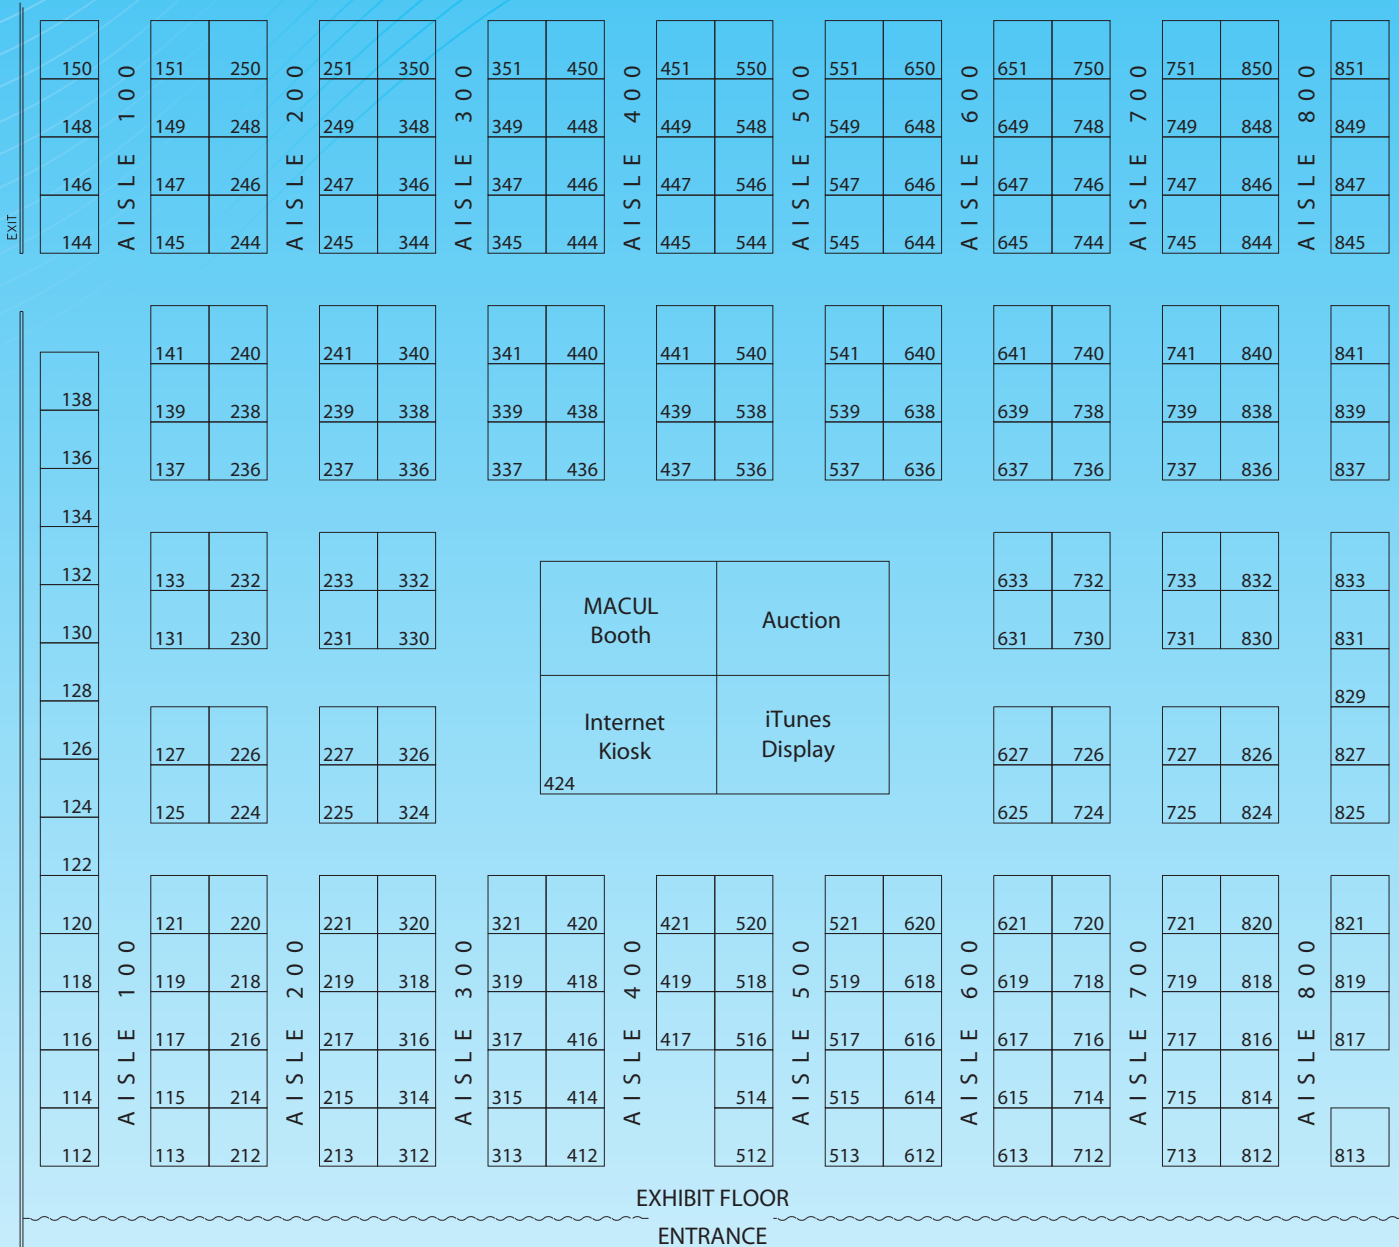 150 151 250 251 350 351 450 451 550 551 650 651 750 751 850 851
148 149 248 249 348 349 448 449 548 549 648 649 748 749 848 849
146 147 246 247 346 347 446 447 546 547 646 647 746 747 846 847
144 145 244 245 344 345 444 445 544 545 644 645 744 745 844 845
EXIT
AISLE 100
AISLE 200
AISLE 300
AISLE 400
AISLE 500
AISLE 600
AISLE 700
AISLE 800
141 240 241 340 341 440 441 540 541 640 641 740 741 840 841
138 139 238 239 338 339 438 439 538 539 638 639 738 739 838 839
136 137 236 237 336 337 436 437 536 537 636 637 736 737 836 837
134
132 133 232 233 332 633 732 733 832 833
130 131 230 231 330 631 730 731 830 831
MACUL
Booth
Auction
128 829
126 127 226 227 326 627 726 727 826 827
124 125 224 225 324 625 724 725 824 825
Internet
Kiosk
424
iTunes
Display
122
120 121 220 221 320 321 420 421 520 521 620 621 720 721 820 821
118 119 218 219 318 319 418 419 518 519 618 619 718 719 818 819
116 117 216 217 316 317 416 417 516 517 616 617 716 717 816 817
114 115 214 215 314 315 414 514 515 614 615 714 715 814
112 113 212 213 312 313 412 512 513 612 613 712 713 812 813
AISLE 100
AISLE 200
AISLE 300
AISLE 400
AISLE 500
AISLE 600
AISLE 700
AISLE 800
EXHIBIT FLOOR
ENTRANCE